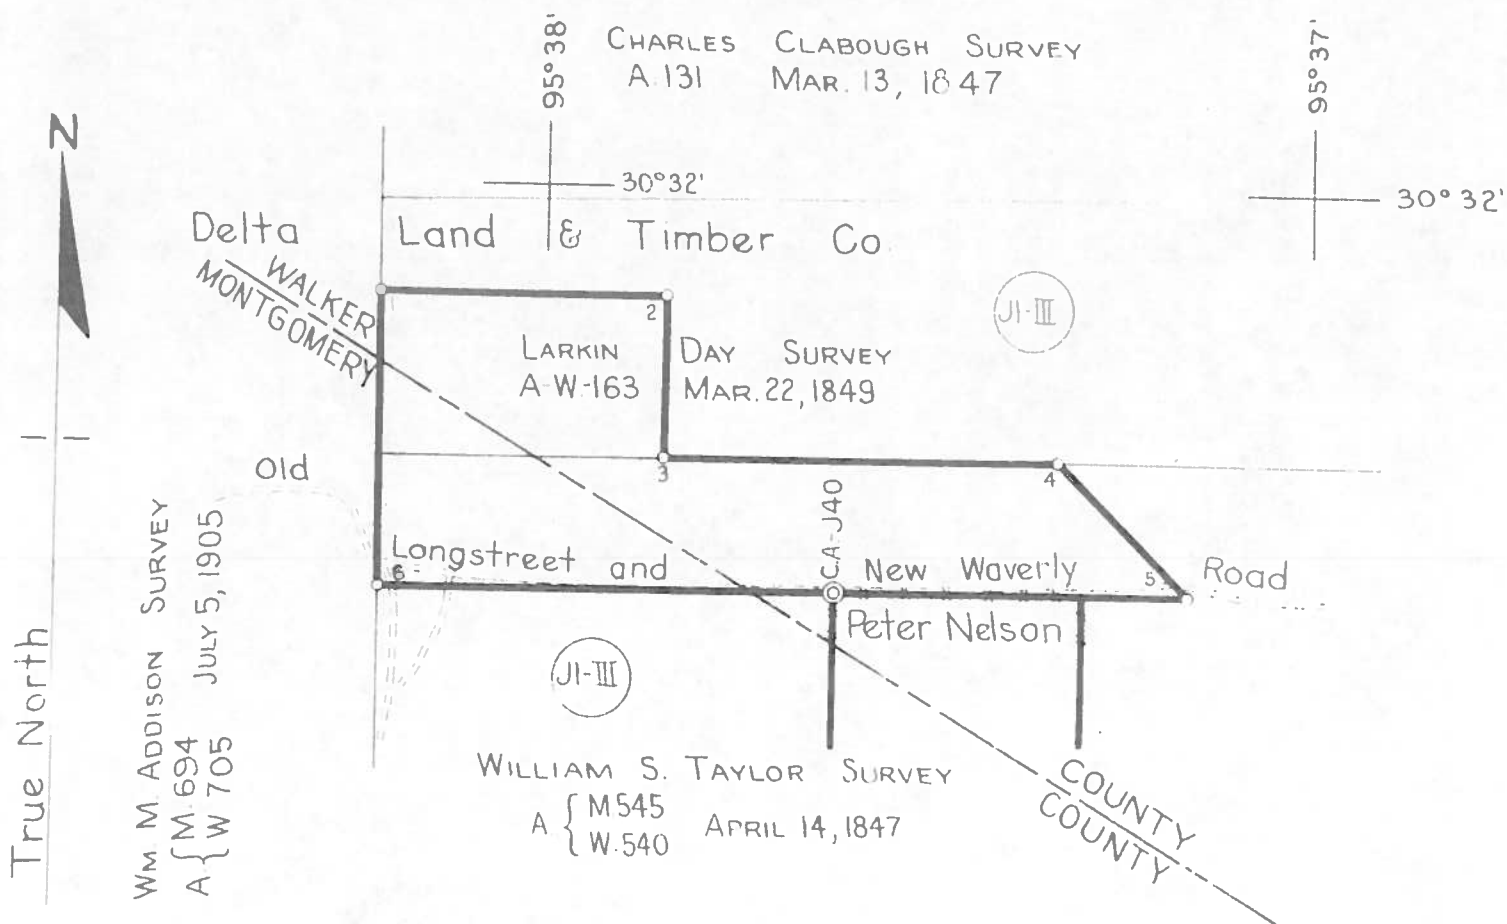 CHARLES CLABOUGH SURVEY
A.131 MAR. 13, 1847
95°38'
95°37'
30°32'
30°32'
N
Delta Land & Timber Co.
WALKER
MONTGOMERY
J1-III
2
LARKIN DAY SURVEY
A-W-163 MAR. 22, 1849
3
4
Old Longstreet and New Waverly Road
CA-J40
5
6
Peter Nelson
J1-III
WILLIAM S. TAYLOR SURVEY
A { M 545
W. 540
APRIL 14, 1847
COUNTY
COUNTY
WM. M. ADDISON SURVEY
A { M. 694
W 705
JULY 5, 1905
True North